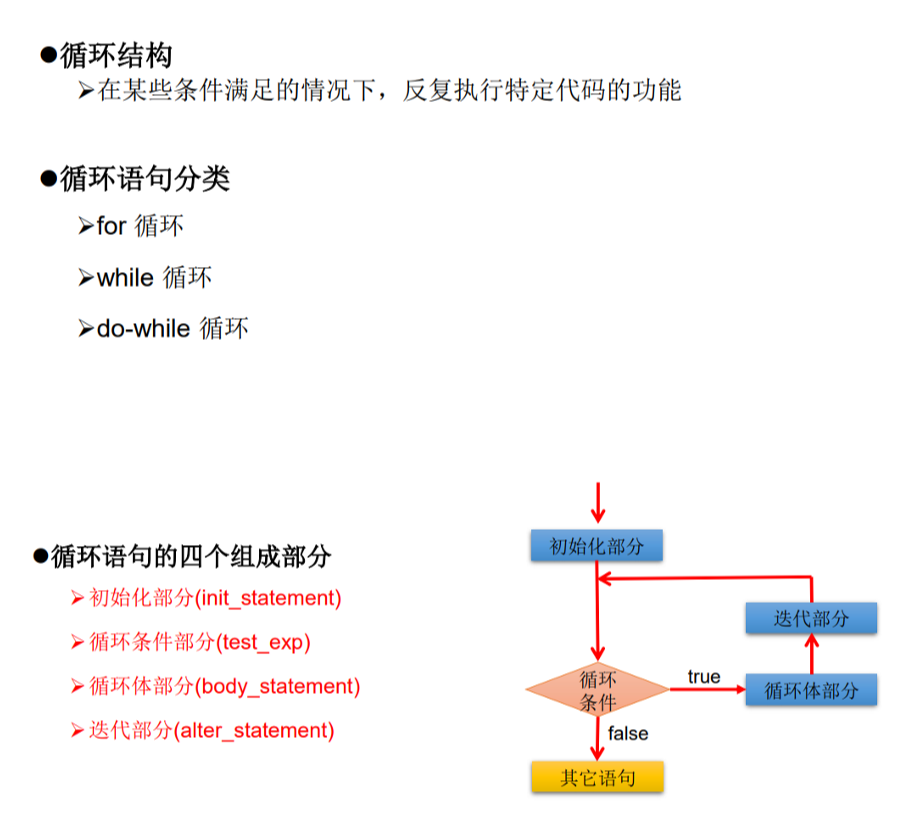 ●循环结构
➢在某些条件满足的情况下，反复执行特定代码的功能
●循环语句分类
➢for 循环
➢while 循环
➢do-while 循环
●循环语句的四个组成部分
➢初始化部分(init_statement)
➢循环条件部分(test_exp)
➢循环体部分(body_statement)
➢迭代部分(alter_statement)
初始化部分
迭代部分
循环
条件
true
循环体部分
false
其它语句